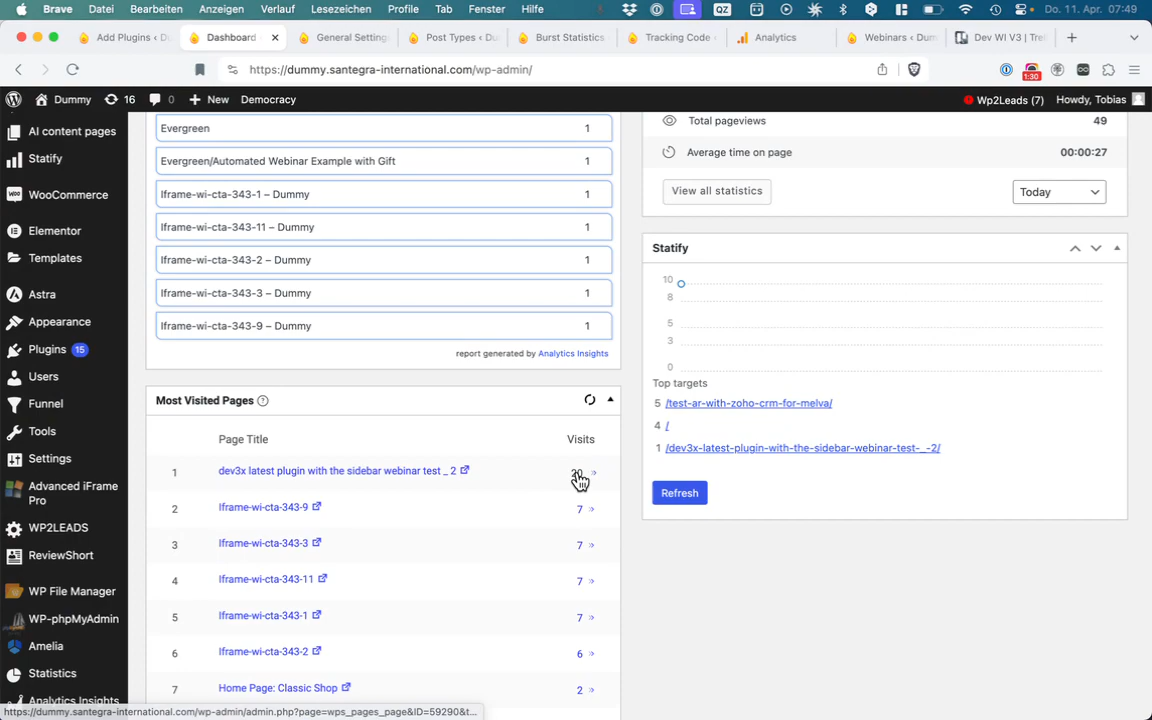 Brave Datei Bearbeiten Anzeigen Verlauf Lesezeichen Profile Tab Fenster Hilfe QZ Do. 11. Apr. 07:49
Add Plugins ‹ Du Dashboard General Setting Post Types ‹ Du Burst Statistics Tracking Code Analytics Webinars ‹ Dum Dev WI V3 | Trel
https://dummy.santegra-international.com/wp-admin/ 1:30
Dummy 16 0 New Democracy Wp2Leads (7) Howdy, Tobias
AI content pages
Statify
WooCommerce
Elementor
Templates
Astra
Appearance
Plugins 15
Users
Funnel
Tools
Settings
Advanced iFrame
Pro
WP2LEADS
ReviewShort
WP File Manager
WP-phpMyAdmin
Amelia
Statistics
Analytics Insights
Evergreen 1
Evergreen/Automated Webinar Example with Gift 1
Iframe-wi-cta-343-1 – Dummy 1
Iframe-wi-cta-343-11 – Dummy 1
Iframe-wi-cta-343-2 – Dummy 1
Iframe-wi-cta-343-3 – Dummy 1
Iframe-wi-cta-343-9 – Dummy 1
report generated by Analytics Insights
Most Visited Pages
Page Title Visits
1 dev3x latest plugin with the sidebar webinar test _ 2 »
2 Iframe-wi-cta-343-9 7 »
3 Iframe-wi-cta-343-3 7 »
4 Iframe-wi-cta-343-11 7 »
5 Iframe-wi-cta-343-1 7 »
6 Iframe-wi-cta-343-2 6 »
7 Home Page: Classic Shop 2 »
Total pageviews 49
Average time on page 00:00:27
View all statistics Today
Statify
10
8
5
3
0
Top targets
5 /test-ar-with-zoho-crm-for-melva/
4 /
1 /dev3x-latest-plugin-with-the-sidebar-webinar-test-_-2/
Refresh
https://dummy.santegra-international.com/wp-admin/admin.php?page=wps_pages_page&ID=59290&t...